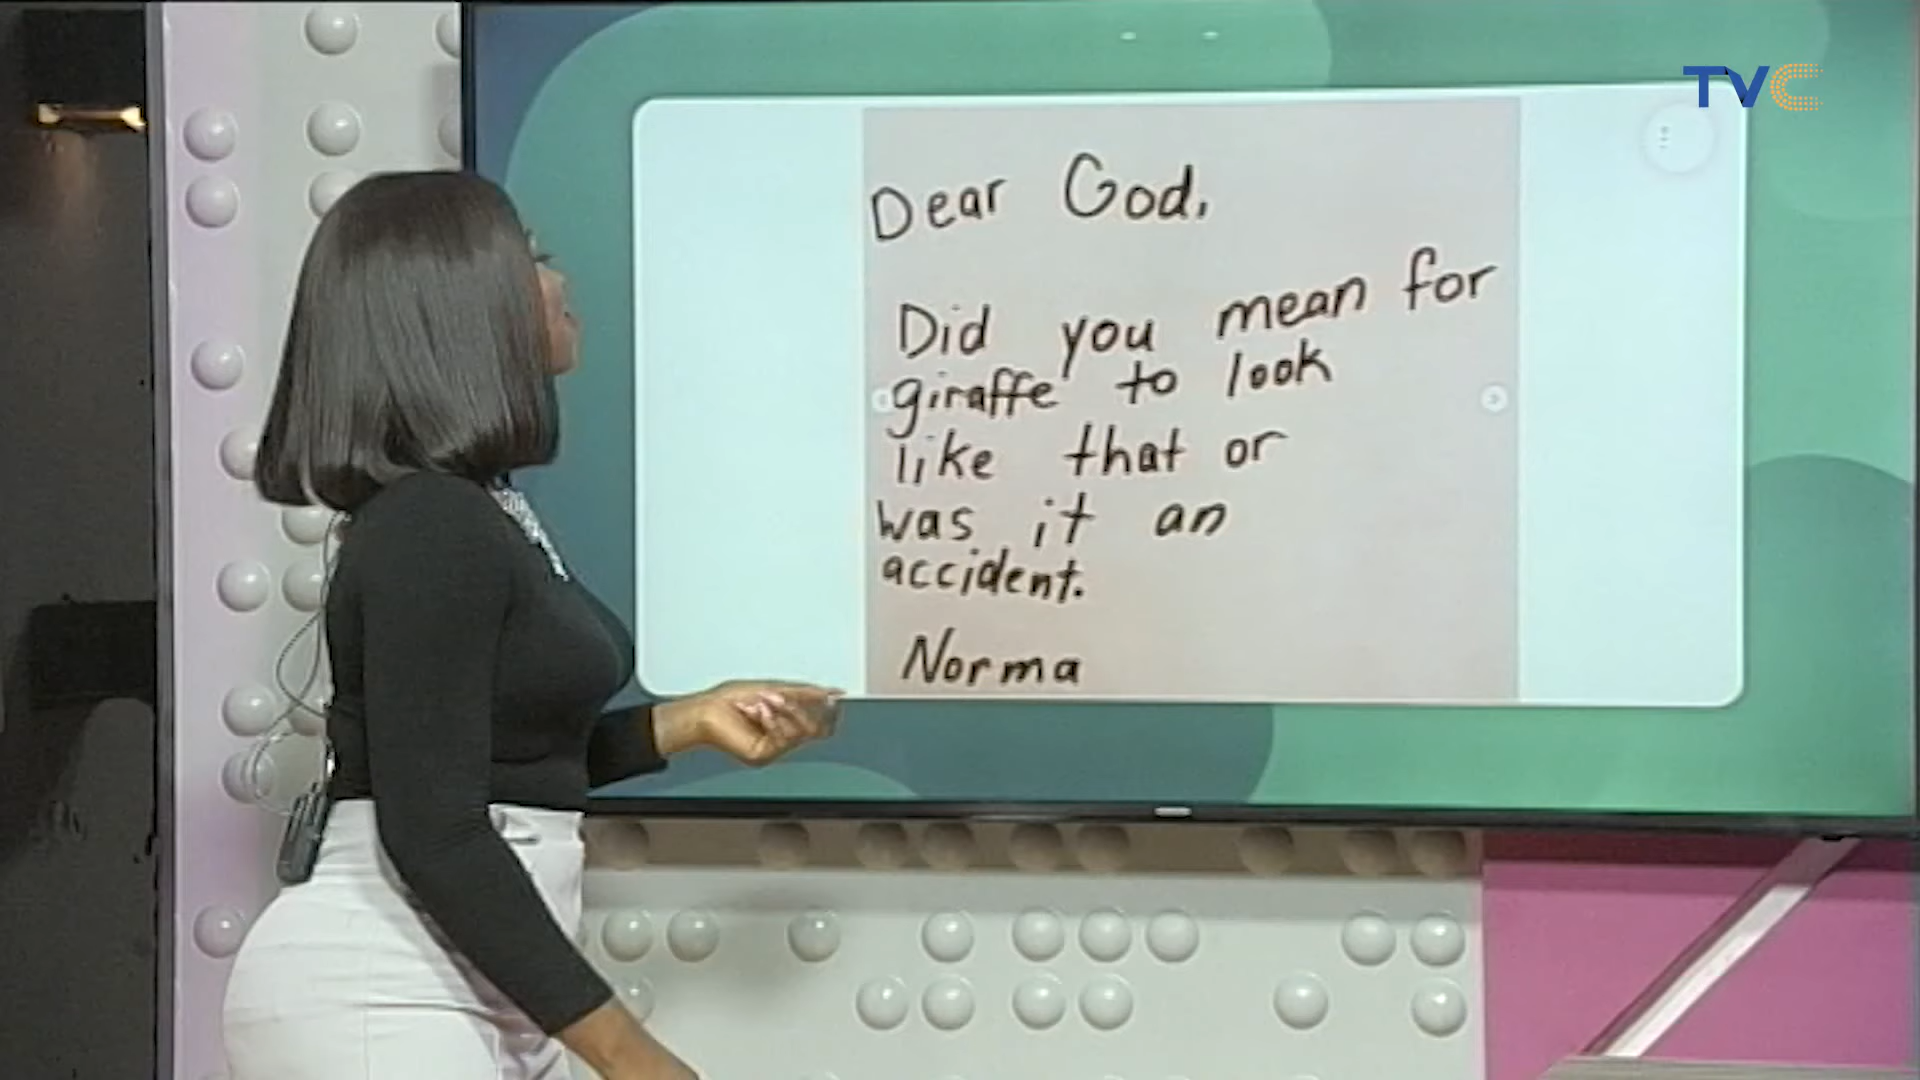 TVC
Dear God,
Did you mean for
giraffe to look
like that or
was it an
accident.
Norma